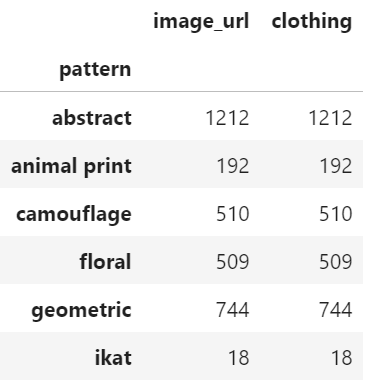 image_url clothing
pattern
abstract 1212 1212
animal print 192 192
camouflage 510 510
floral 509 509
geometric 744 744
ikat 18 18